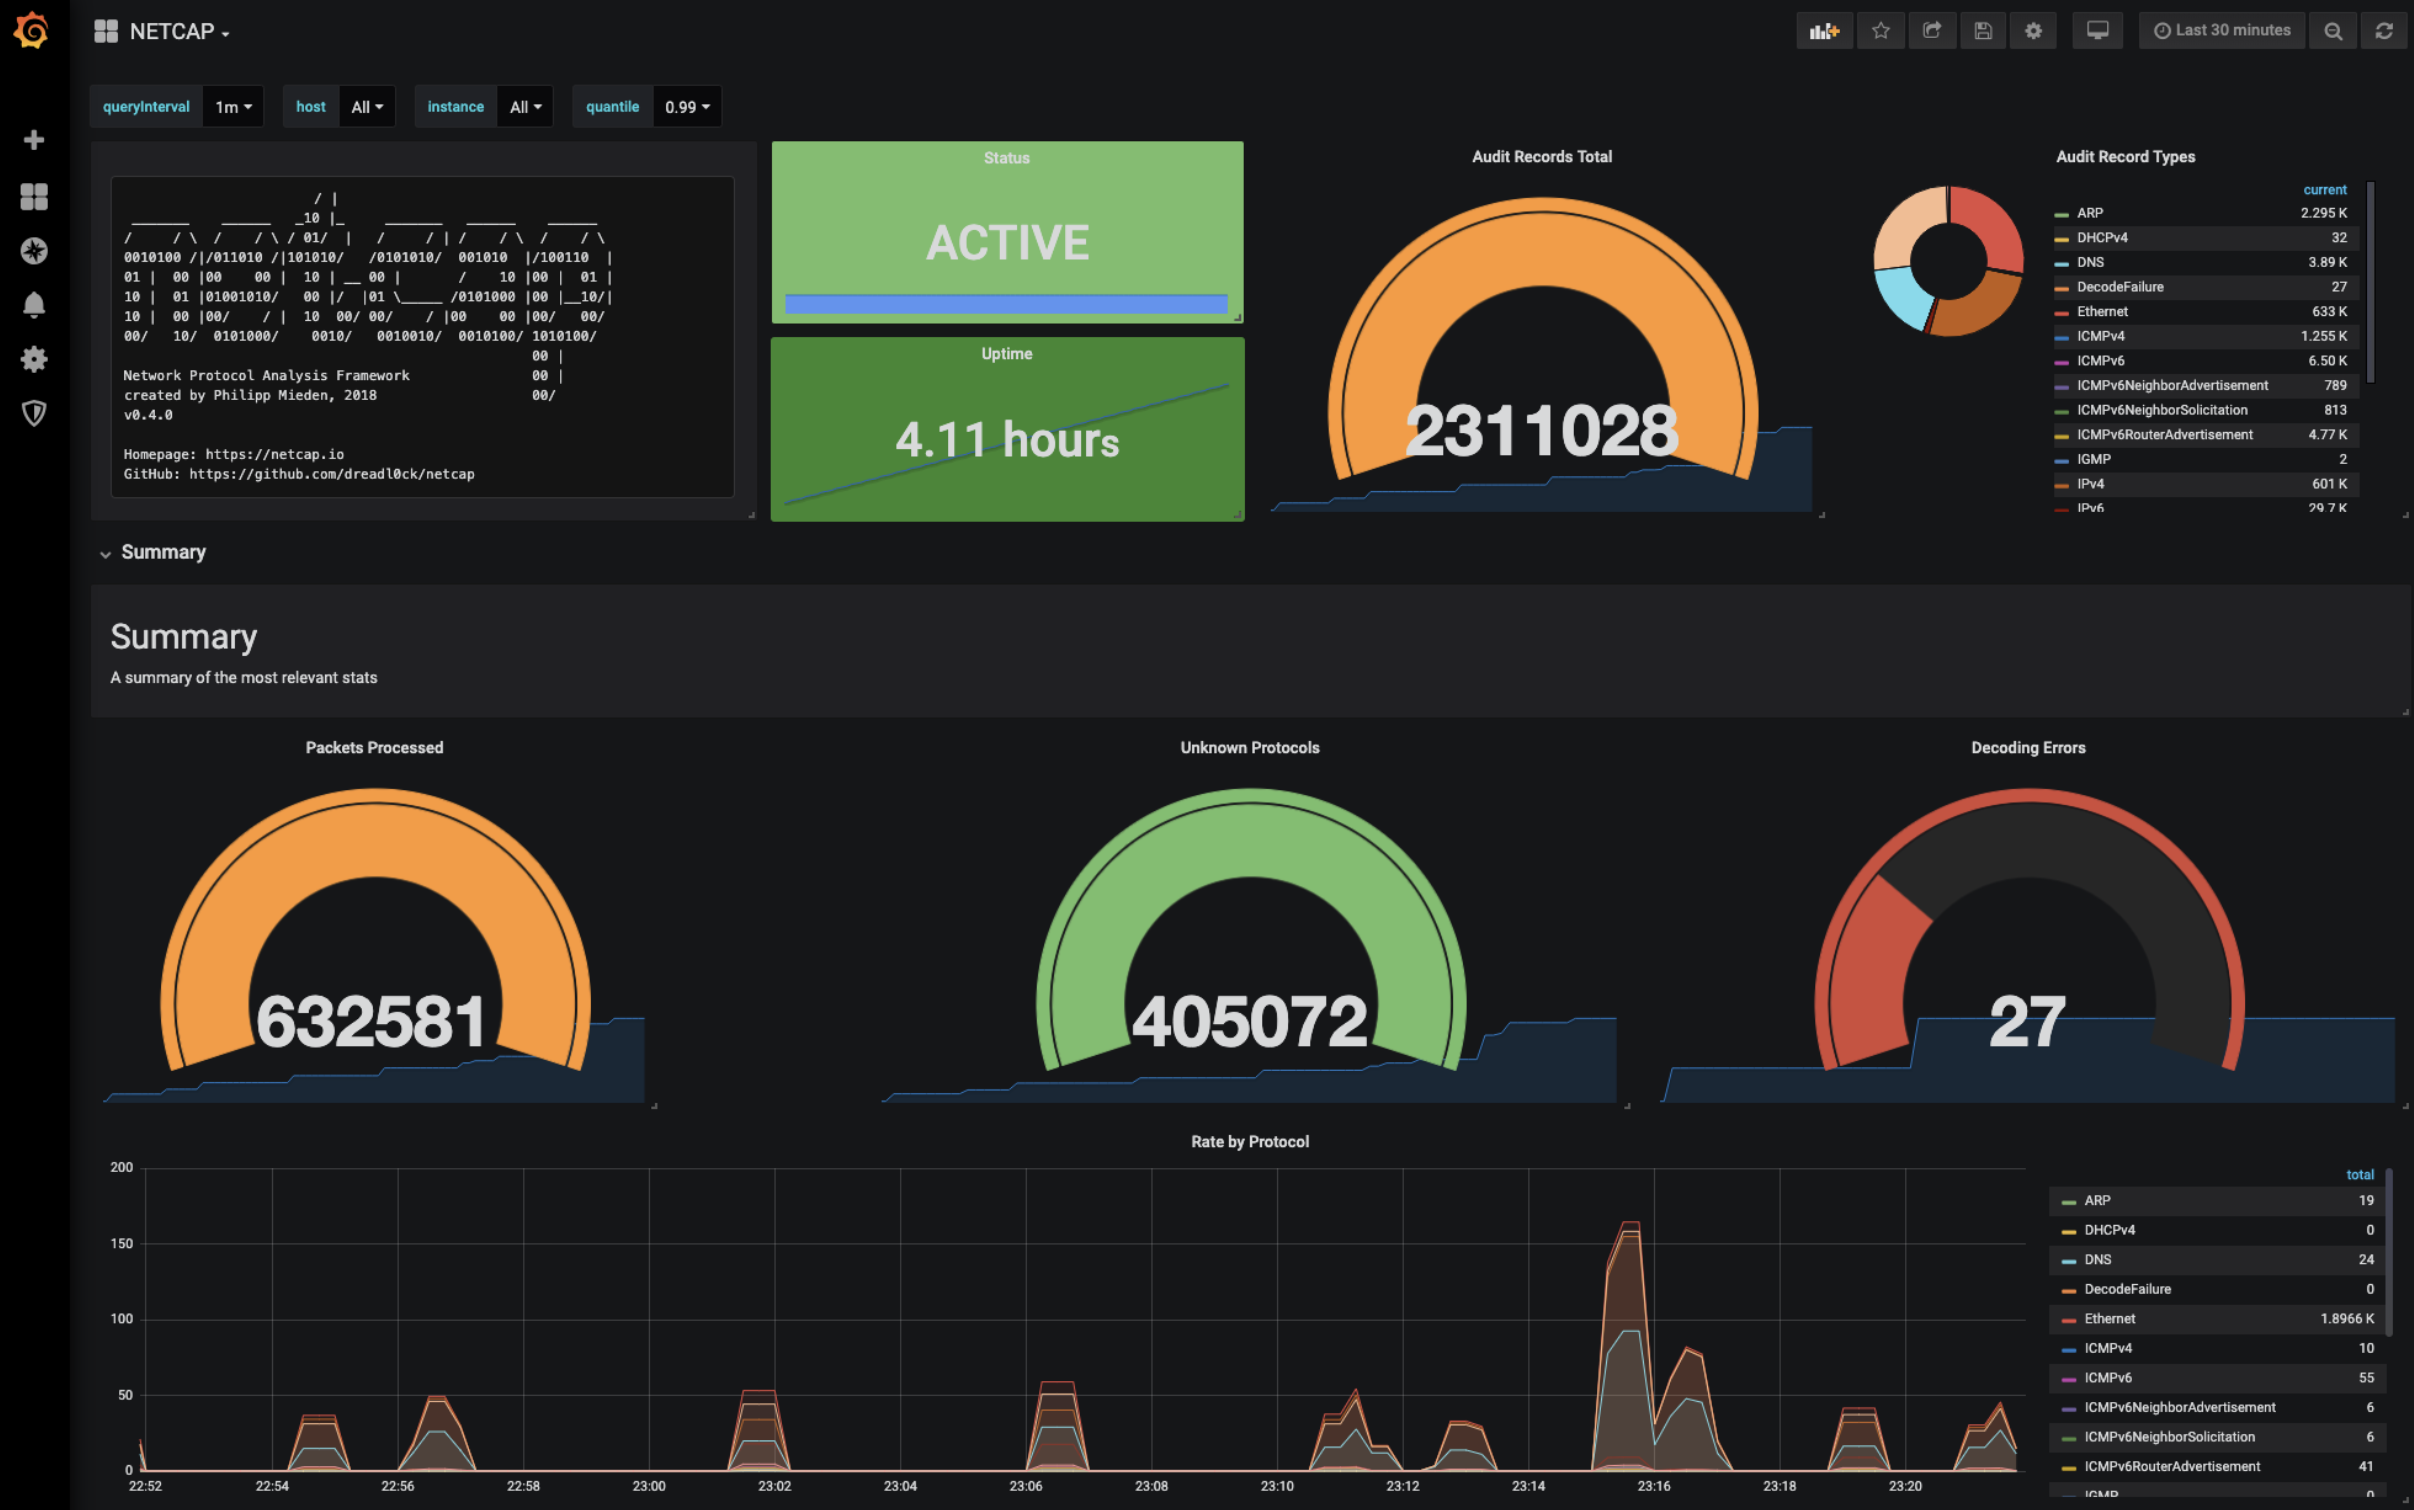 NETCAP
Last 30 minutes
queryInterval 1m host All instance All quantile 0.99
                       / |
 _______    ______   _10 |_     _______   ______    ______
/     / \  /    / \ / 01/  |   /     / | /    / \  /    / \
0010100 /|/011010 /|101010/   /0101010/  001010  |/100110  |
01 |  00 |00    00 |  10 | __ 00 |       /    10 |00 |  01 |
10 |  01 |01001010/   00 |/  |01 \_____ /0101000 |00 |__10/|
10 |  00 |00/    / |  10  00/ 00/    / |00    00 |00/   00/
00/   10/  0101000/    0010/   0010010/  0010100/ 1010100/
                                                  00 |
Network Protocol Analysis Framework               00 |
created by Philipp Mieden, 2018                   00/
v0.4.0
Homepage: https://netcap.io
GitHub: https://github.com/dreadl0ck/netcap
Status
ACTIVE
Uptime
4.11 hours
Audit Records Total
2311028
Audit Record Types
current
ARP 2.295 K
DHCPv4 32
DNS 3.89 K
DecodeFailure 27
Ethernet 633 K
ICMPv4 1.255 K
ICMPv6 6.50 K
ICMPv6NeighborAdvertisement 789
ICMPv6NeighborSolicitation 813
ICMPv6RouterAdvertisement 4.77 K
IGMP 2
IPv4 601 K
IPv6 29.7 K
Summary
Summary
A summary of the most relevant stats
Packets Processed
632581
Unknown Protocols
405072
Decoding Errors
27
Rate by Protocol
200
150
100
50
0
22:52 22:54 22:56 22:58 23:00 23:02 23:04 23:06 23:08 23:10 23:12 23:14 23:16 23:18 23:20
total
ARP 19
DHCPv4 0
DNS 24
DecodeFailure 0
Ethernet 1.8966 K
ICMPv4 10
ICMPv6 55
ICMPv6NeighborAdvertisement 6
ICMPv6NeighborSolicitation 6
ICMPv6RouterAdvertisement 41
IGMP 0